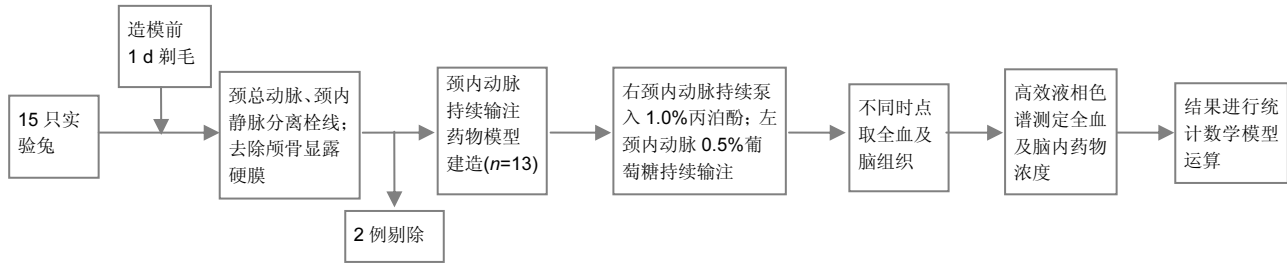 造模前
1 d 剃毛
15 只实
验兔
颈总动脉、颈内
静脉分离栓线；
去除颅骨显露
硬膜
2 例剔除
颈内动脉
持续输注
药物模型
建造(n=13)
右颈内动脉持续泵
入 1.0%丙泊酚；左
颈内动脉 0.5%葡
萄糖持续输注
不同时点
取全血及
脑组织
高效液相色
谱测定全血
及脑内药物
浓度
结果进行统
计数学模型
运算